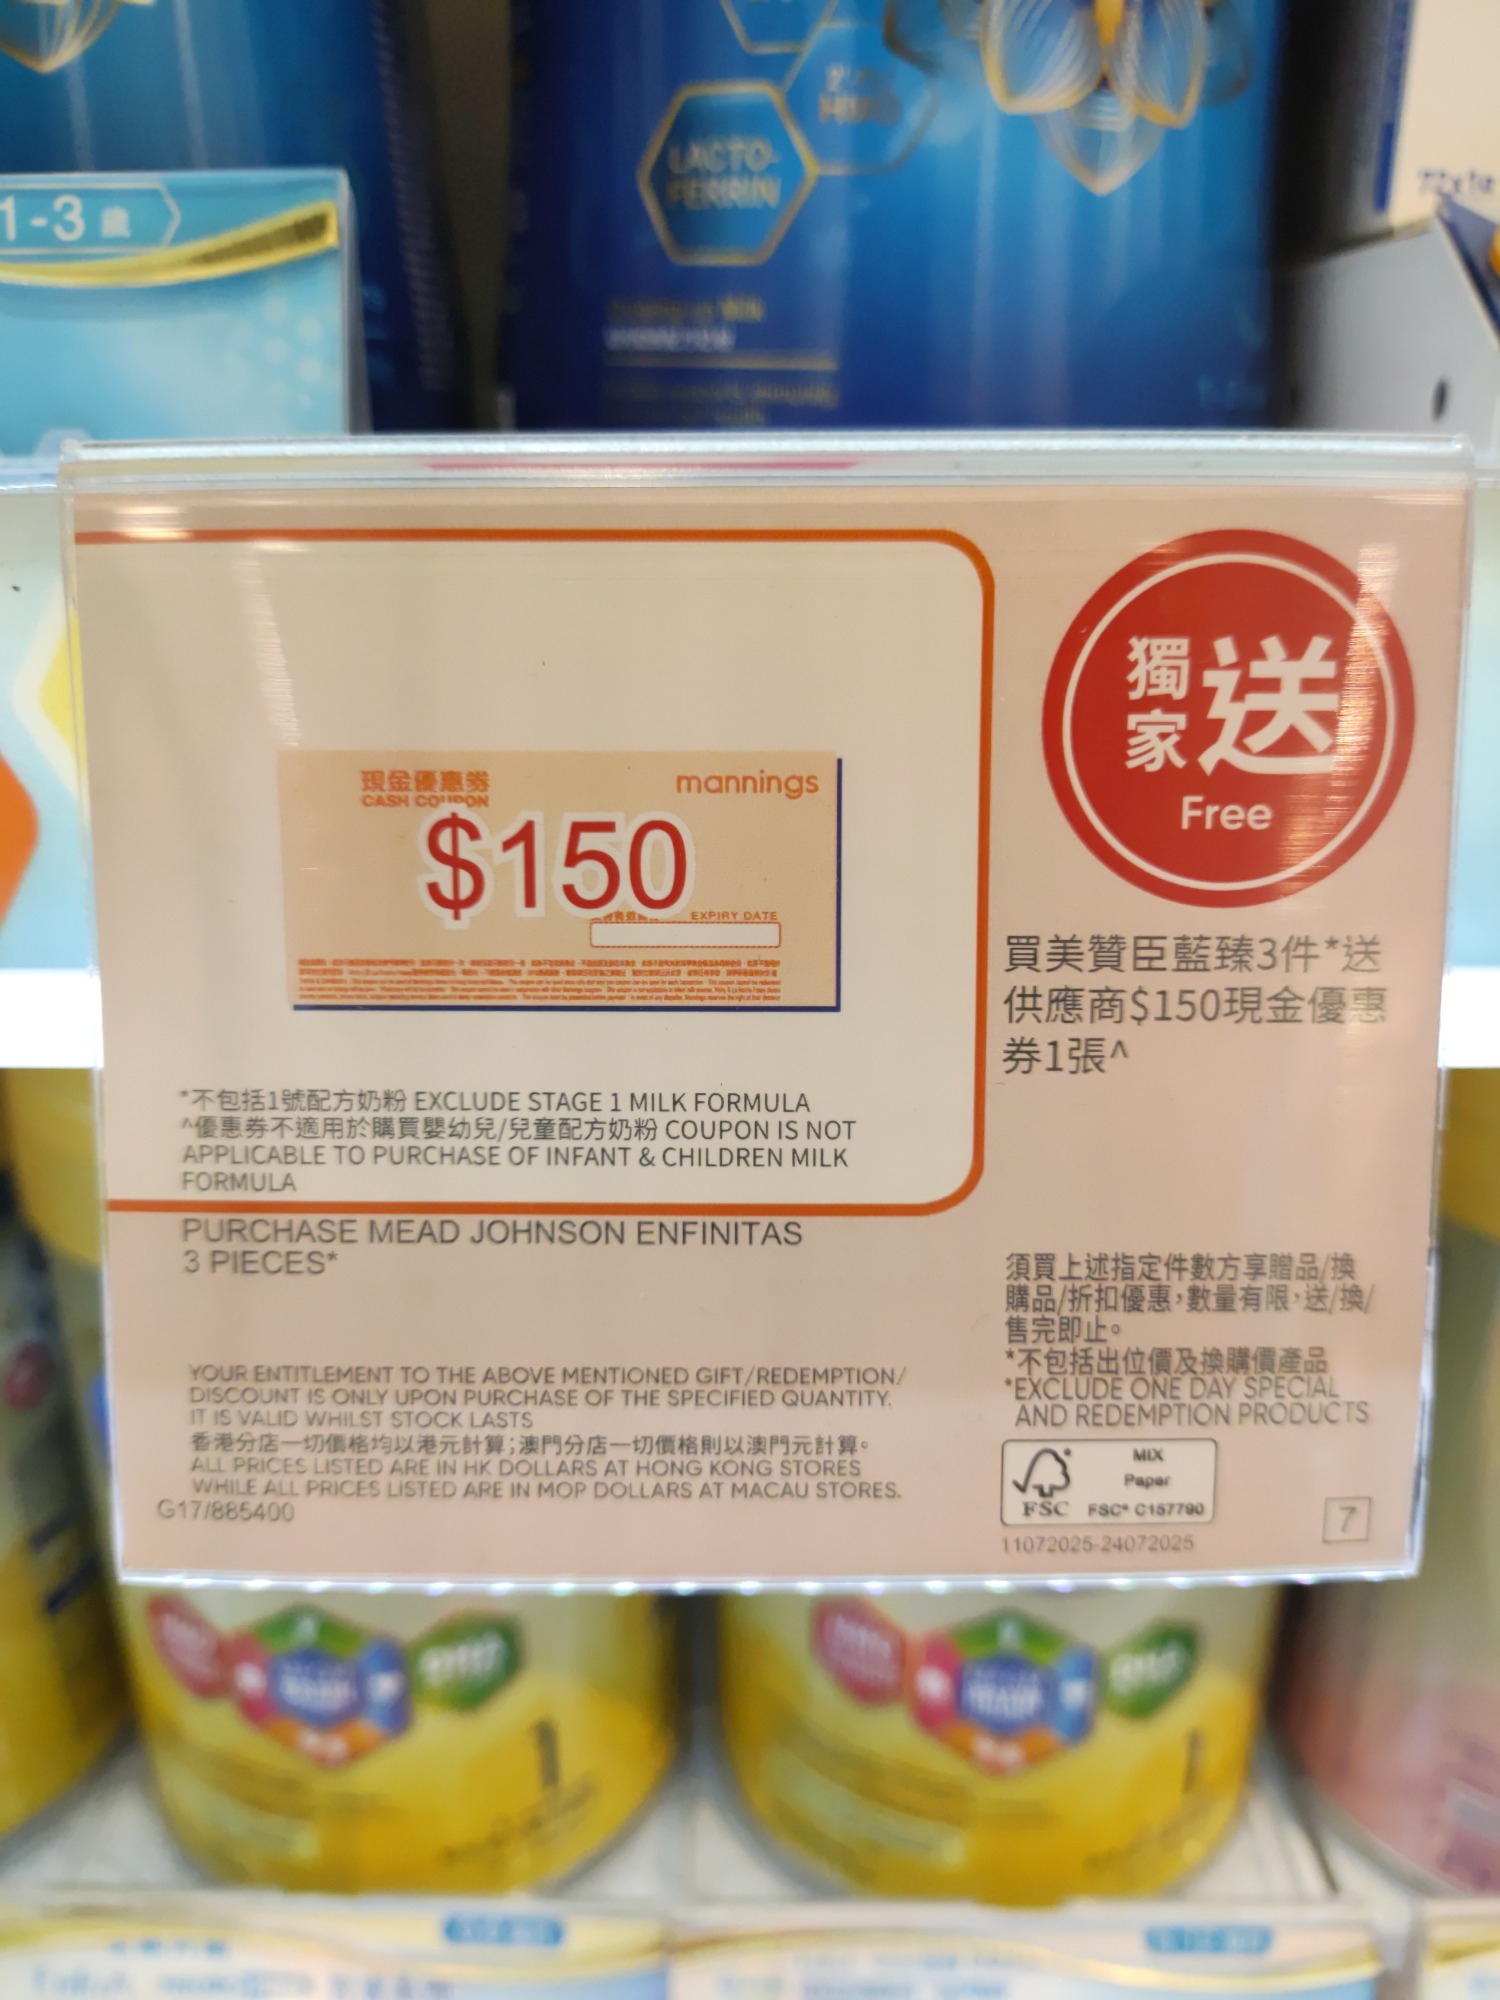 LACTO-
FERRIN
1-3 歲
獨家
送
Free
現金優惠券
CASH COUPON
mannings
$150
EXPIRY DATE
買美贊臣藍臻3件*送
供應商$150現金優惠
券1張^
*不包括1號配方奶粉 EXCLUDE STAGE 1 MILK FORMULA
^優惠券不適用於購買嬰幼兒/兒童配方奶粉 COUPON IS NOT
APPLICABLE TO PURCHASE OF INFANT & CHILDREN MILK
FORMULA
PURCHASE MEAD JOHNSON ENFINITAS
3 PIECES*
須買上述指定件數方享贈品/換
購品/折扣優惠，數量有限，送/換/
售完即止。
*不包括出位價及換購價產品
*EXCLUDE ONE DAY SPECIAL
AND REDEMPTION PRODUCTS
YOUR ENTITLEMENT TO THE ABOVE MENTIONED GIFT/REDEMPTION/
DISCOUNT IS ONLY UPON PURCHASE OF THE SPECIFIED QUANTITY.
IT IS VALID WHILST STOCK LASTS
香港分店一切價格均以港元計算；澳門分店一切價格則以澳門元計算。
ALL PRICES LISTED ARE IN HK DOLLARS AT HONG KONG STORES
WHILE ALL PRICES LISTED ARE IN MOP DOLLARS AT MACAU STORES.
G17/885400
MIX
Paper
FSC
FSC® C157790
11072025-24072025
7
1
1